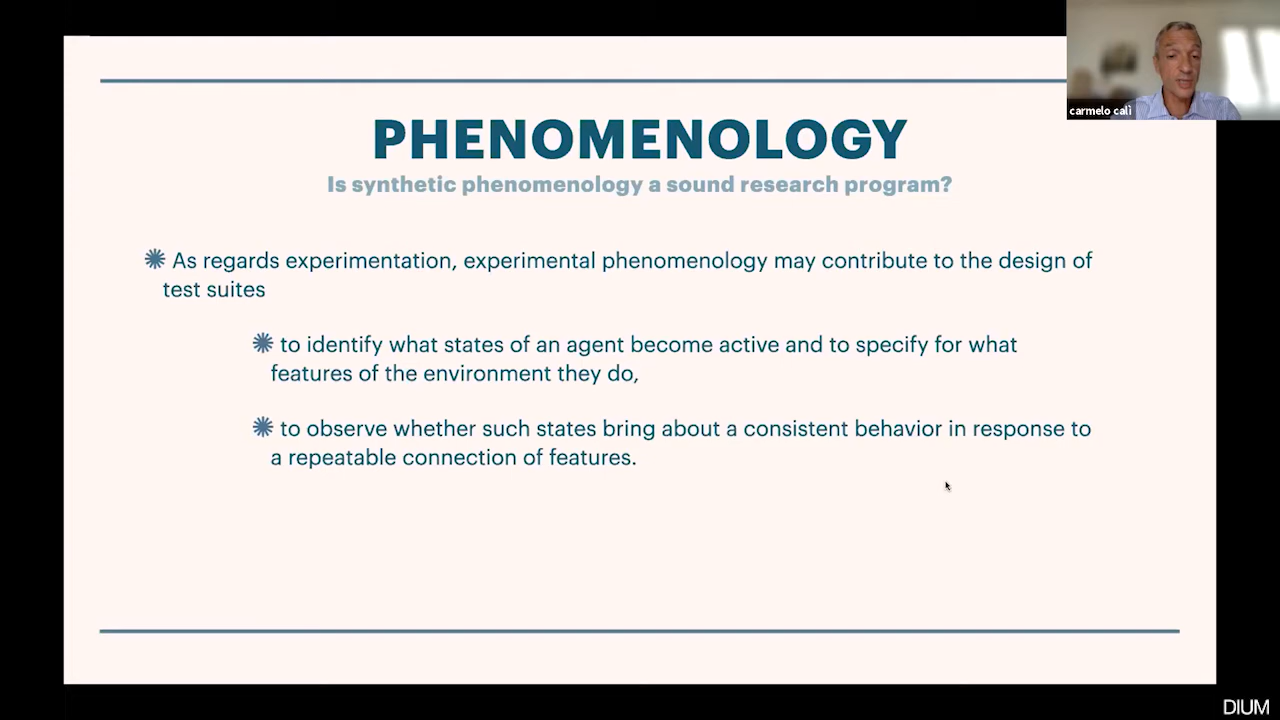 carmelo calì
PHENOMENOLOGY
Is synthetic phenomenology a sound research program?
As regards experimentation, experimental phenomenology may contribute to the design of
test suites
to identify what states of an agent become active and to specify for what
features of the environment they do,
to observe whether such states bring about a consistent behavior in response to
a repeatable connection of features.
DIUM